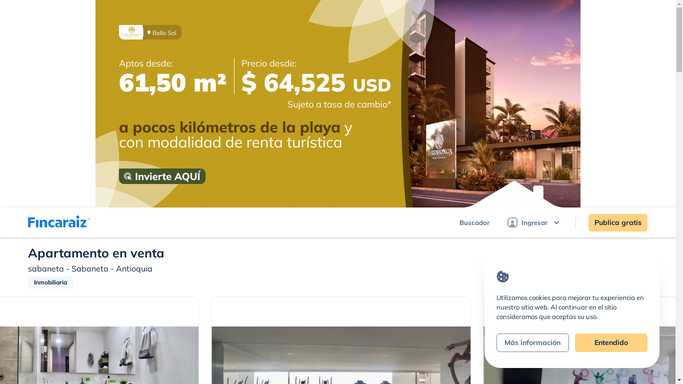 Bello Sol
Aptos desde:
61,50 m²
Precio desde:
$ 64,525 USD
Sujeto a tasa de cambio*
a pocos kilómetros de la playa y
con modalidad de renta turística
Invierte AQUÍ
Fincaraiz
Buscador
Ingresar
Publica gratis
Apartamento en venta
sabaneta - Sabaneta - Antioquia
Inmobiliaria
Utilizamos cookies para mejorar tu experiencia en
nuestro sitio web. Al continuar en el sitio
consideramos que aceptas su uso.
Más información
Entendido